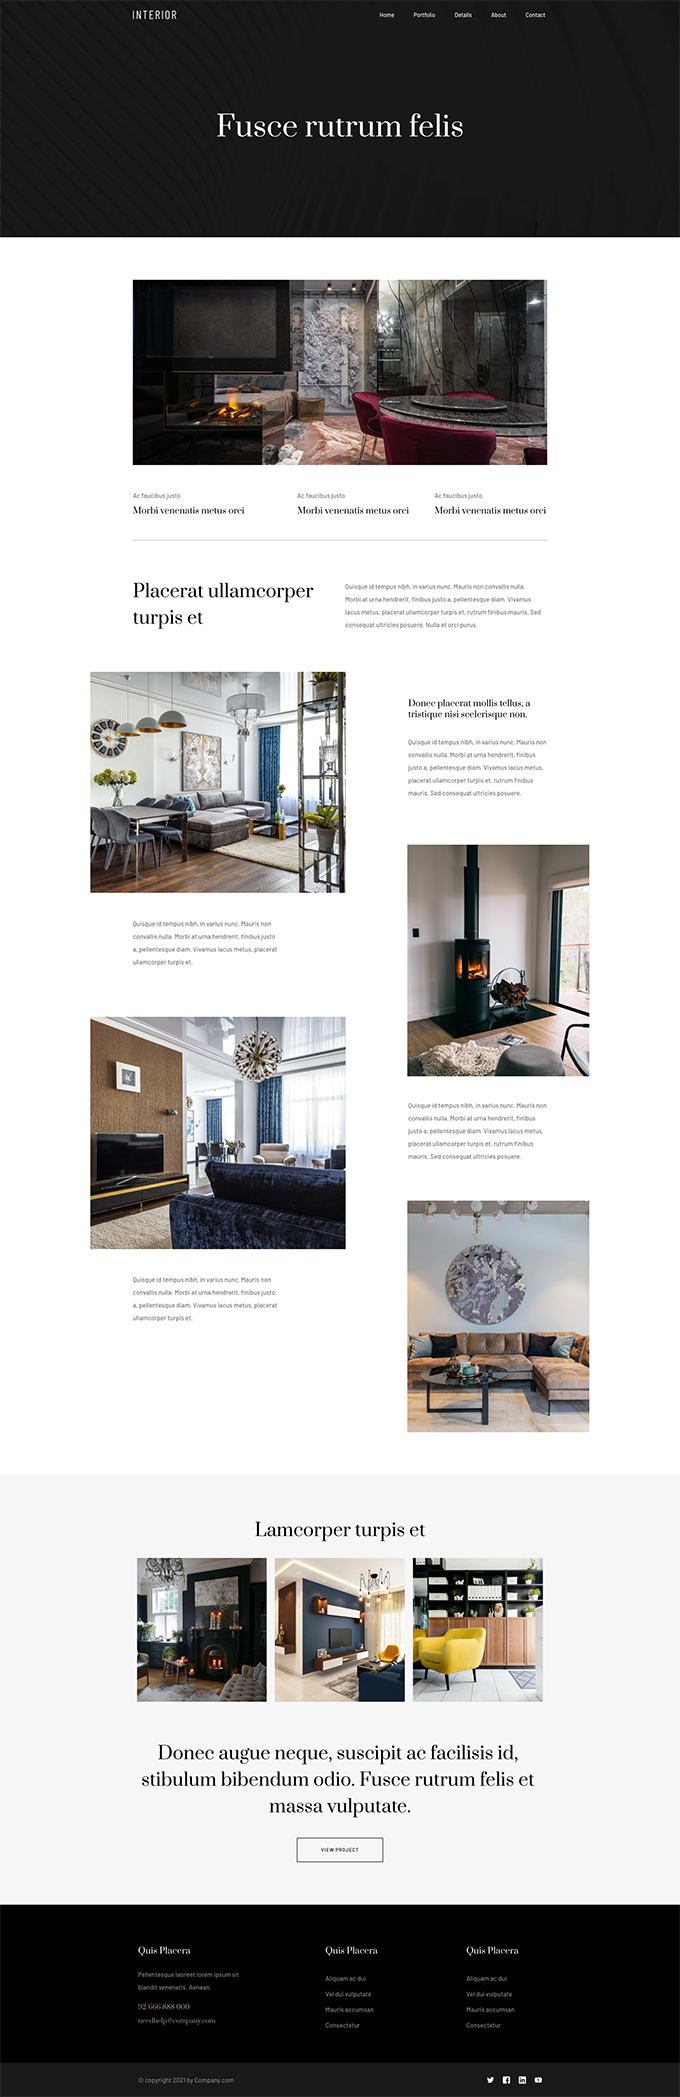 INTERIOR
Home Portfolio Details About Contact
Fusce rutrum felis
Ac faucibus justo
Morbi venenatis metus orci
Ac faucibus justo
Morbi venenatis metus orci
Ac faucibus justo
Morbi venenatis metus orci
Placerat ullamcorper
turpis et
Quisque id tempus nibh, in varius nunc. Mauris non convallis nulla.
Morbi at urna hendrerit, finibus justo a, pellentesque diam. Vivamus
lacus metus, placerat ullamcorper turpis et, rutrum finibus mauris. Sed
consequat ultricies posuere. Nulla et orci purus.
Donec placerat mollis tellus, a
tristique nisi scelerisque non.
Quisque id tempus nibh, in varius nunc. Mauris non
convallis nulla. Morbi at urna hendrerit, finibus
justo a, pellentesque diam. Vivamus lacus metus,
placerat ullamcorper turpis et, rutrum finibus
mauris. Sed consequat ultricies posuere.
Quisque id tempus nibh, in varius nunc. Mauris non
convallis nulla. Morbi at urna hendrerit, finibus justo
a, pellentesque diam. Vivamus lacus metus, placerat
ullamcorper turpis et.
Quisque id tempus nibh, in varius nunc. Mauris non
convallis nulla. Morbi at urna hendrerit, finibus
justo a, pellentesque diam. Vivamus lacus metus,
placerat ullamcorper turpis et, rutrum finibus
mauris. Sed consequat ultricies posuere.
Quisque id tempus nibh, in varius nunc. Mauris non
convallis nulla. Morbi at urna hendrerit, finibus justo
a, pellentesque diam. Vivamus lacus metus, placerat
ullamcorper turpis et.
Lamcorper turpis et
Donec augue neque, suscipit ac facilisis id,
stibulum bibendum odio. Fusce rutrum felis et
massa vulputate.
VIEW PROJECT
Quis Placera
Pellentesque laoreet lorem ipsum sit
blandit venenatis. Aenean.
92 666 888 000
needhelp@company.com
Quis Placera
Aliquam ac dui
Vel dui vulputate
Mauris accumsan
Consectetur
Quis Placera
Aliquam ac dui
Vel dui vulputate
Mauris accumsan
Consectetur
© copyright 2021 by Company.com